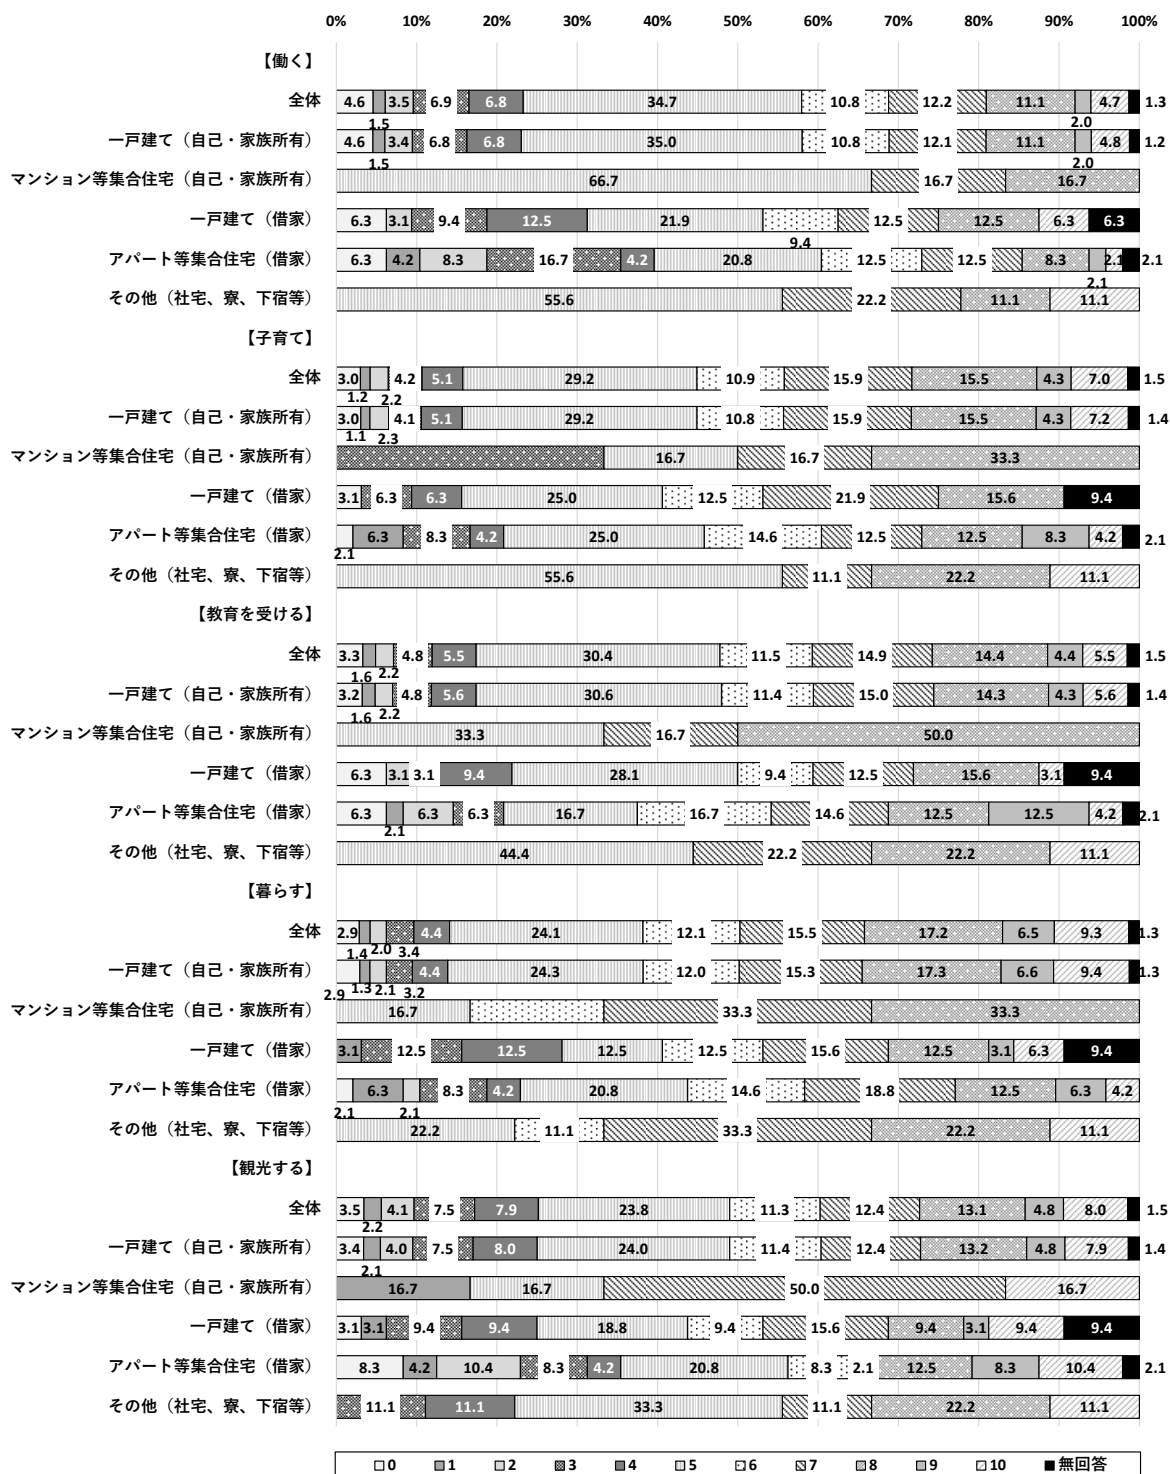 0% 10% 20% 30% 40% 50% 60% 70% 80% 90% 100%
【働く】
全体 4.6 1.5 3.5 6.9 6.8 34.7 10.8 12.2 11.1 2.0 4.7 1.3
一戸建て（自己・家族所有） 4.6 1.5 3.4 6.8 6.8 35.0 10.8 12.1 11.1 2.0 4.8 1.2
マンション等集合住宅（自己・家族所有） 66.7 16.7 16.7
一戸建て（借家） 6.3 3.1 9.4 12.5 21.9 9.4 12.5 12.5 6.3 6.3
アパート等集合住宅（借家） 6.3 4.2 8.3 16.7 4.2 20.8 12.5 12.5 8.3 2.1 2.1 2.1
その他（社宅、寮、下宿等） 55.6 22.2 11.1 11.1
【子育て】
全体 3.0 1.2 2.2 4.2 5.1 29.2 10.9 15.9 15.5 4.3 7.0 1.5
一戸建て（自己・家族所有） 3.0 1.1 2.3 4.1 5.1 29.2 10.8 15.9 15.5 4.3 7.2 1.4
マンション等集合住宅（自己・家族所有） 16.7 16.7 33.3
一戸建て（借家） 3.1 6.3 6.3 25.0 12.5 21.9 15.6 9.4
アパート等集合住宅（借家） 2.1 6.3 8.3 4.2 25.0 14.6 12.5 12.5 8.3 4.2 2.1
その他（社宅、寮、下宿等） 55.6 11.1 22.2 11.1
【教育を受ける】
全体 3.3 1.6 2.2 4.8 5.5 30.4 11.5 14.9 14.4 4.4 5.5 1.5
一戸建て（自己・家族所有） 3.2 1.6 2.2 4.8 5.6 30.6 11.4 15.0 14.3 4.3 5.6 1.4
マンション等集合住宅（自己・家族所有） 33.3 16.7 50.0
一戸建て（借家） 6.3 3.1 3.1 9.4 28.1 9.4 12.5 15.6 3.1 9.4
アパート等集合住宅（借家） 6.3 2.1 6.3 6.3 16.7 16.7 14.6 12.5 12.5 4.2 2.1
その他（社宅、寮、下宿等） 44.4 22.2 22.2 11.1
【暮らす】
全体 2.9 1.4 2.0 3.4 4.4 24.1 12.1 15.5 17.2 6.5 9.3 1.3
一戸建て（自己・家族所有） 2.9 1.3 2.1 3.2 4.4 24.3 12.0 15.3 17.3 6.6 9.4 1.3
マンション等集合住宅（自己・家族所有） 16.7 33.3 33.3
一戸建て（借家） 3.1 12.5 12.5 12.5 12.5 15.6 12.5 3.1 6.3 9.4
アパート等集合住宅（借家） 2.1 6.3 2.1 8.3 4.2 20.8 14.6 18.8 12.5 6.3 4.2
その他（社宅、寮、下宿等） 22.2 11.1 33.3 22.2 11.1
【観光する】
全体 3.5 2.2 4.1 7.5 7.9 23.8 11.3 12.4 13.1 4.8 8.0 1.5
一戸建て（自己・家族所有） 3.4 2.1 4.0 7.5 8.0 24.0 11.4 12.4 13.2 4.8 7.9 1.4
マンション等集合住宅（自己・家族所有） 16.7 16.7 50.0 16.7
一戸建て（借家） 3.1 3.1 9.4 9.4 18.8 9.4 15.6 9.4 3.1 9.4 9.4
アパート等集合住宅（借家） 8.3 4.2 10.4 8.3 4.2 20.8 8.3 2.1 12.5 8.3 10.4 2.1
その他（社宅、寮、下宿等） 11.1 11.1 33.3 11.1 22.2 11.1
0 1 2 3 4 5 6 7 8 9 10 無回答